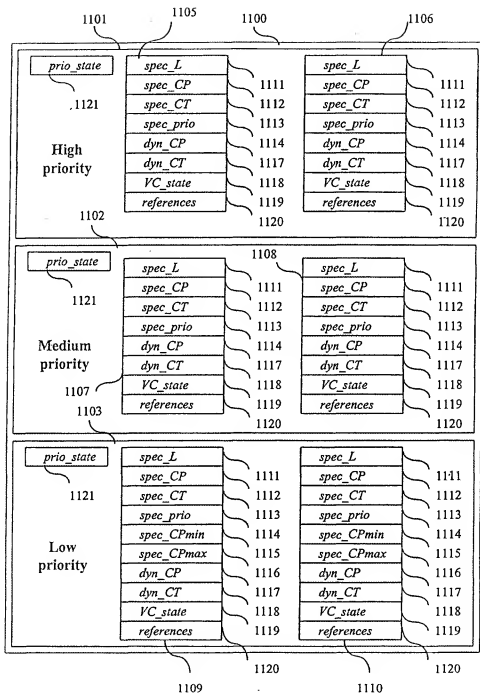 1101
1105
1100
1106
prio_state
1121
High
priority
spec_L
spec_CP
spec_CT
spec_prio
dyn_CP
dyn_CT
VC_state
references
1111
1112
1113
1114
1117
1118
1119
1120
spec_L
spec_CP
spec_CT
spec_prio
dyn_CP
dyn_CT
VC_state
references
1111
1112
1113
1114
1117
1118
1119
1120
1102
prio_state
1121
Medium
priority
1107
spec_L
spec_CP
spec_CT
spec_prio
dyn_CP
dyn_CT
VC_state
references
1111
1112
1113
1114
1117
1118
1119
1120
1108
spec_L
spec_CP
spec_CT
spec_prio
dyn_CP
dyn_CT
VC_state
references
1111
1112
1113
1114
1117
1118
1119
1120
1103
prio_state
1121
Low
priority
spec_L
spec_CP
spec_CT
spec_prio
spec_CPmin
spec_CPmax
dyn_CP
dyn_CT
VC_state
references
1111
1112
1113
1114
1115
1116
1117
1118
1119
1120
1109
spec_L
spec_CP
spec_CT
spec_prio
spec_CPmin
spec_CPmax
dyn_CP
dyn_CT
VC_state
references
1111
1112
1113
1114
1115
1116
1117
1118
1119
1120
1110